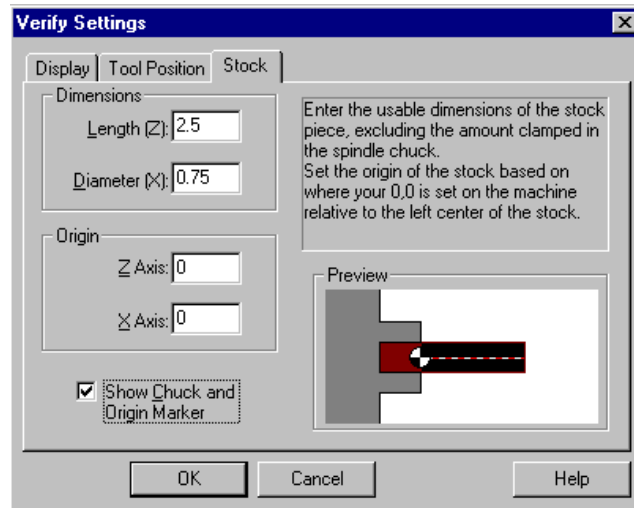 Verify Settings
Display
Tool Position
Stock
Dimensions
Length (Z): 2.5
Diameter (X): 0.75
Enter the usable dimensions of the stock
piece, excluding the amount clamped in
the spindle chuck.
Set the origin of the stock based on
where your 0,0 is set on the machine
relative to the left center of the stock.
Origin
Z Axis: 0
X Axis: 0
Preview
Show Chuck and
Origin Marker
OK
Cancel
Help